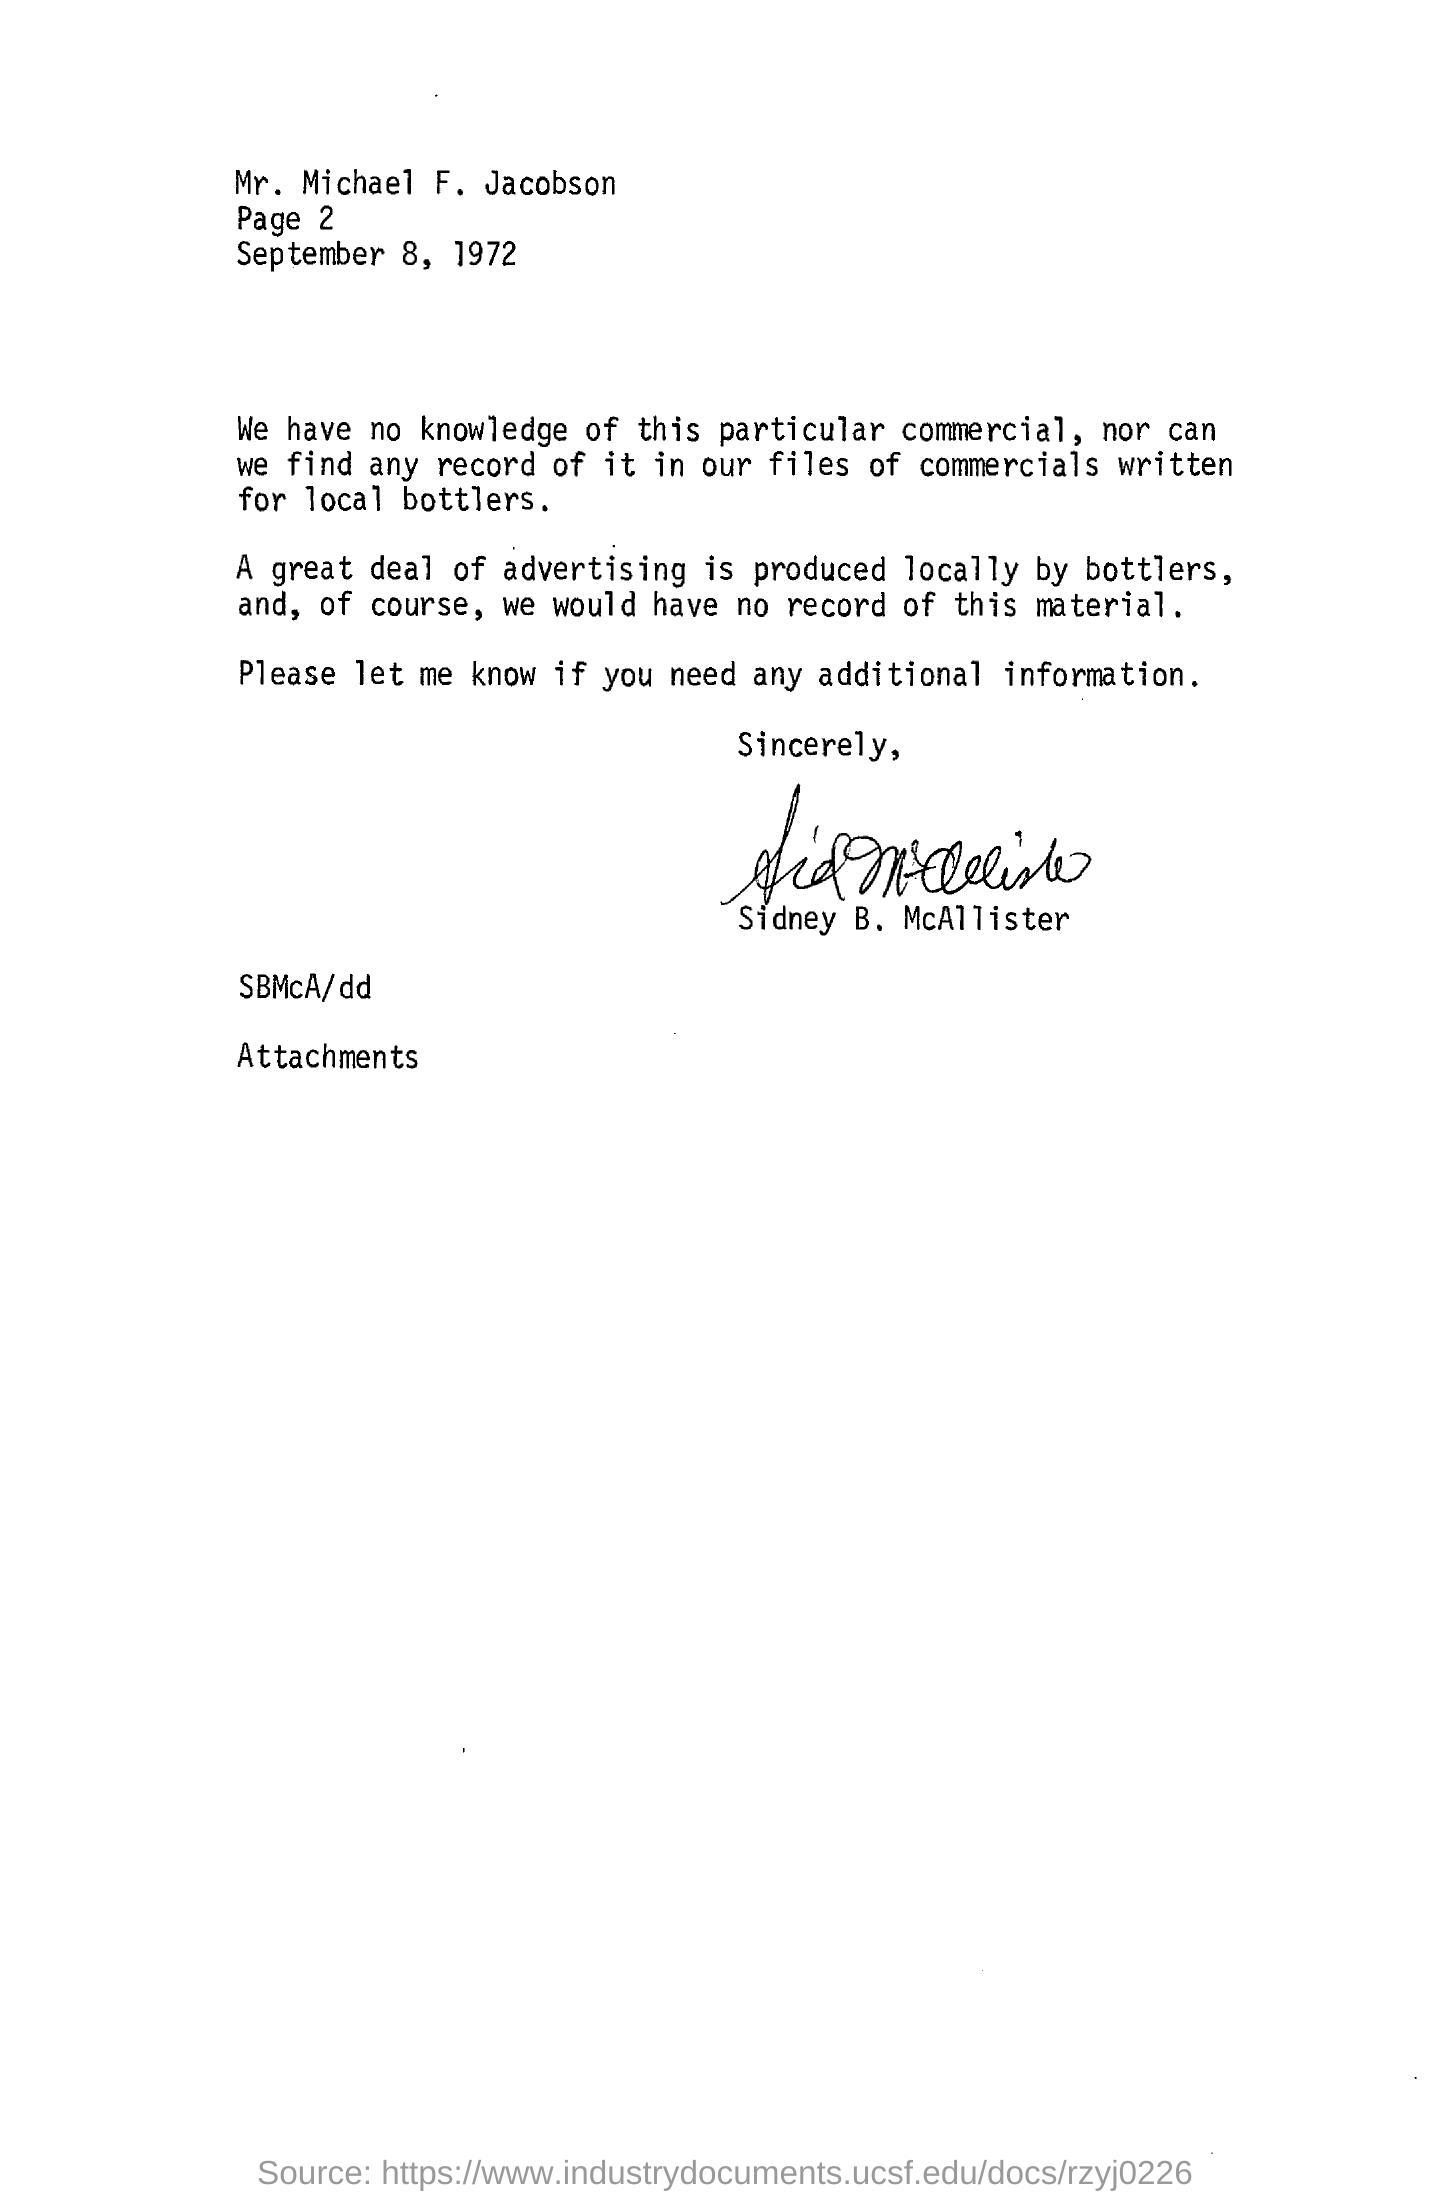 Mr. Michael F. Jacobson
Page 2
September 8, 1972
We have no knowledge of this particular commercial, nor can
we find any record of it in our files of commercials written
for local bottlers.
A great deal of advertising is produced locally by bottlers,
and, of course, we would have no record of this material.
Please let me know if you need any additional information.
Sincerely,
Sid McAllister
Sidney B. McAllister
SBMcA/dd
Attachments
Source: https://www.industrydocuments.ucsf.edu/docs/rzyj0226